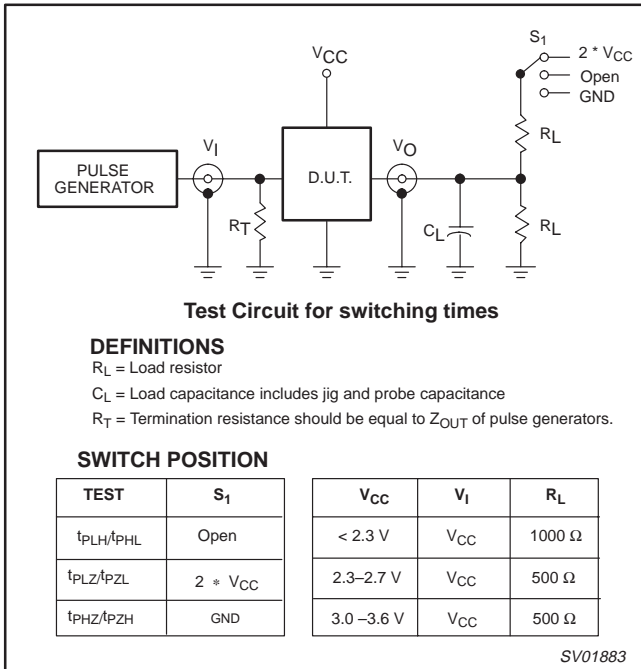 S1
2 * VCC
Open
GND
VCC
RL
VI
VO
PULSE
GENERATOR
D.U.T.
RT
CL
RL
Test Circuit for switching times
DEFINITIONS
RL = Load resistor
CL = Load capacitance includes jig and probe capacitance
RT = Termination resistance should be equal to ZOUT of pulse generators.
SWITCH POSITION
TEST S1
tPLH/tPHL Open
tPLZ/tPZL 2 * VCC
tPHZ/tPZH GND
VCC VI RL
< 2.3 V VCC 1000 Ω
2.3–2.7 V VCC 500 Ω
3.0 –3.6 V VCC 500 Ω
SV01883